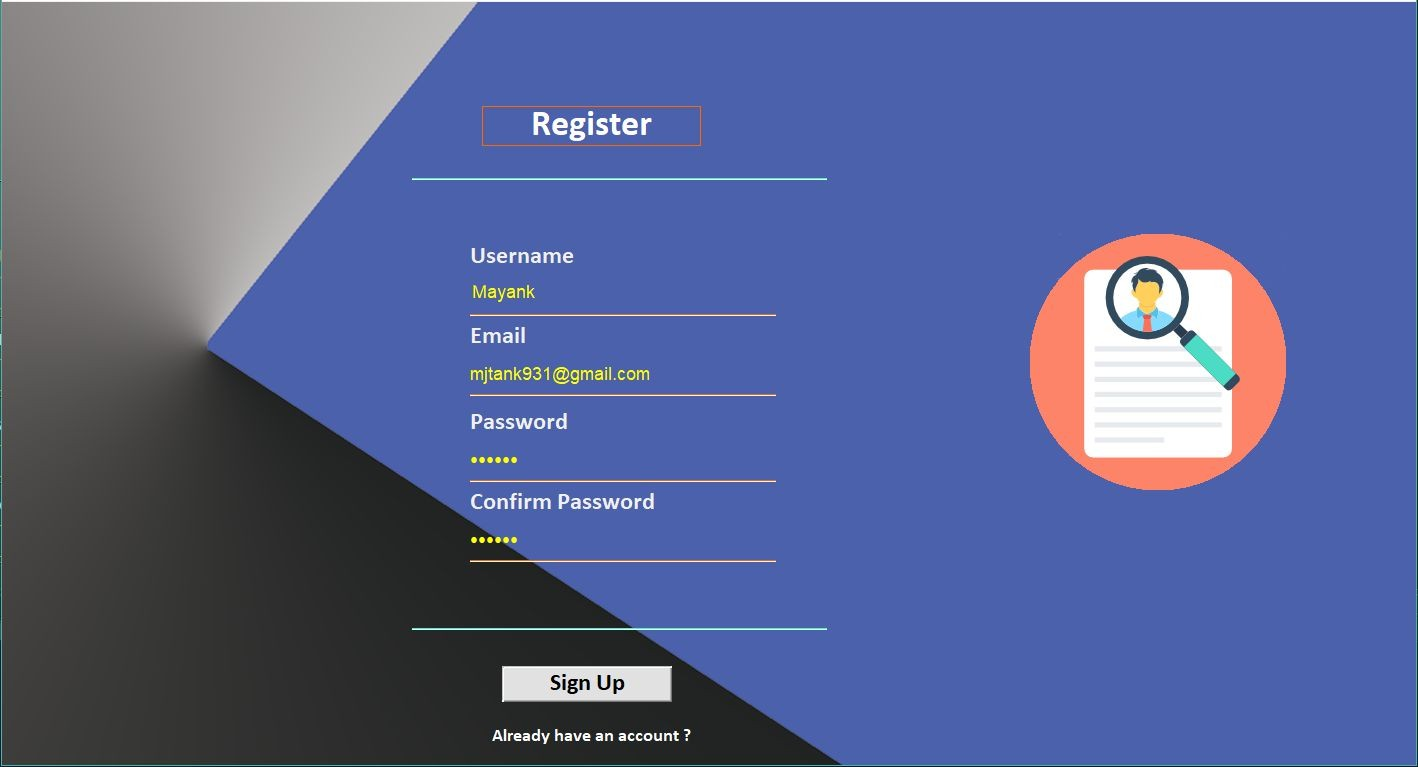 Register
Username
Mayank
Email
mjtank931@gmail.com
Password
••••••
Confirm Password
••••••
Sign Up
Already have an account ?